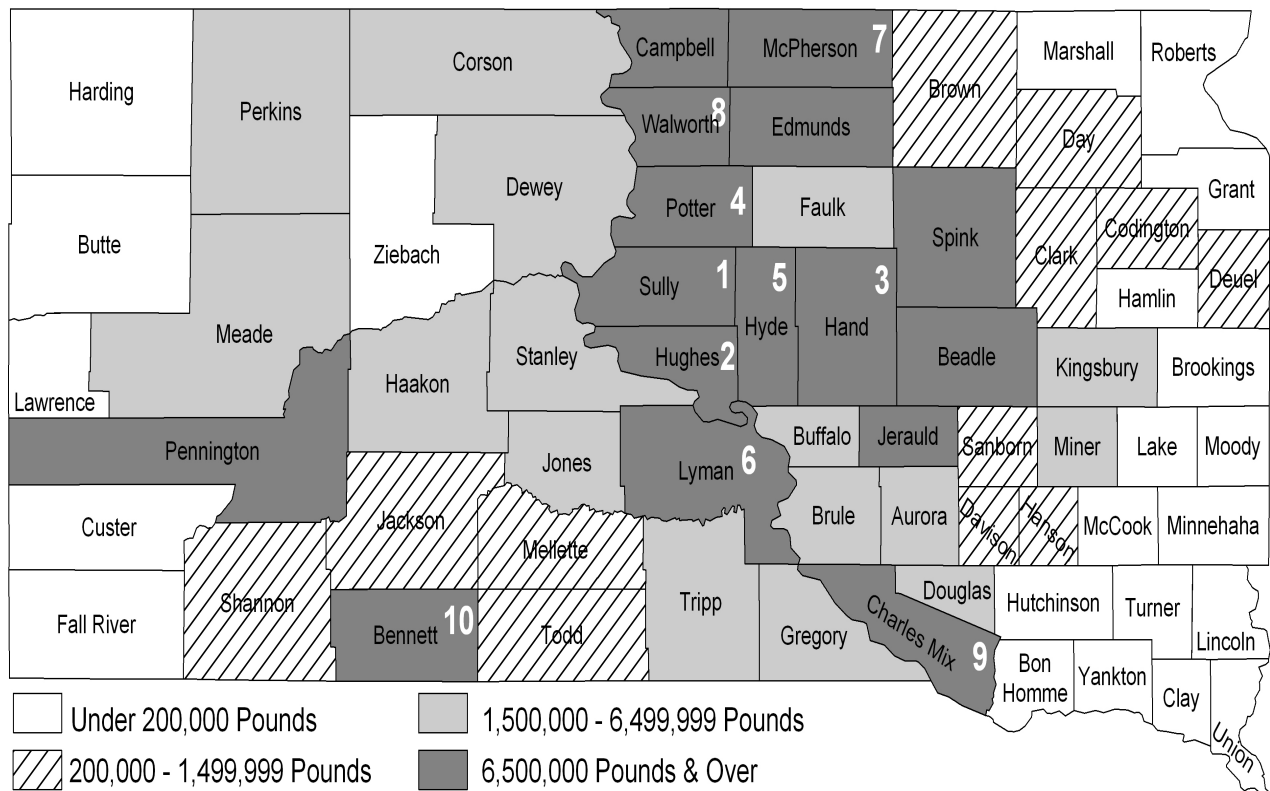 Campbell
McPherson 7
Marshall
Roberts
Corson
Harding
Perkins
Brown
Walworth 8
Edmunds
Day
Dewey
Potter 4
Faulk
Grant
Butte
Ziebach
Spink
Codington
Clark
Sully 1
5
3
Deuel
Hamlin
Meade
Hyde
Hand
Stanley
Hughes 2
Beadle
Kingsbury
Brookings
Haakon
Lawrence
Buffalo
Jerauld
Sanborn
Miner
Lake
Moody
Pennington
Jones
Lyman 6
Custer
Jackson
Mellette
Brule
Aurora
Davison
Hanson
McCook
Minnehaha
Shannon
Tripp
Douglas
Hutchinson
Turner
Fall River
Bennett 10
Todd
Gregory
Charles Mix 9
Lincoln
Bon
Homme
Yankton
Clay
Union
Under 200,000 Pounds
1,500,000 - 6,499,999 Pounds
200,000 - 1,499,999 Pounds
6,500,000 Pounds & Over